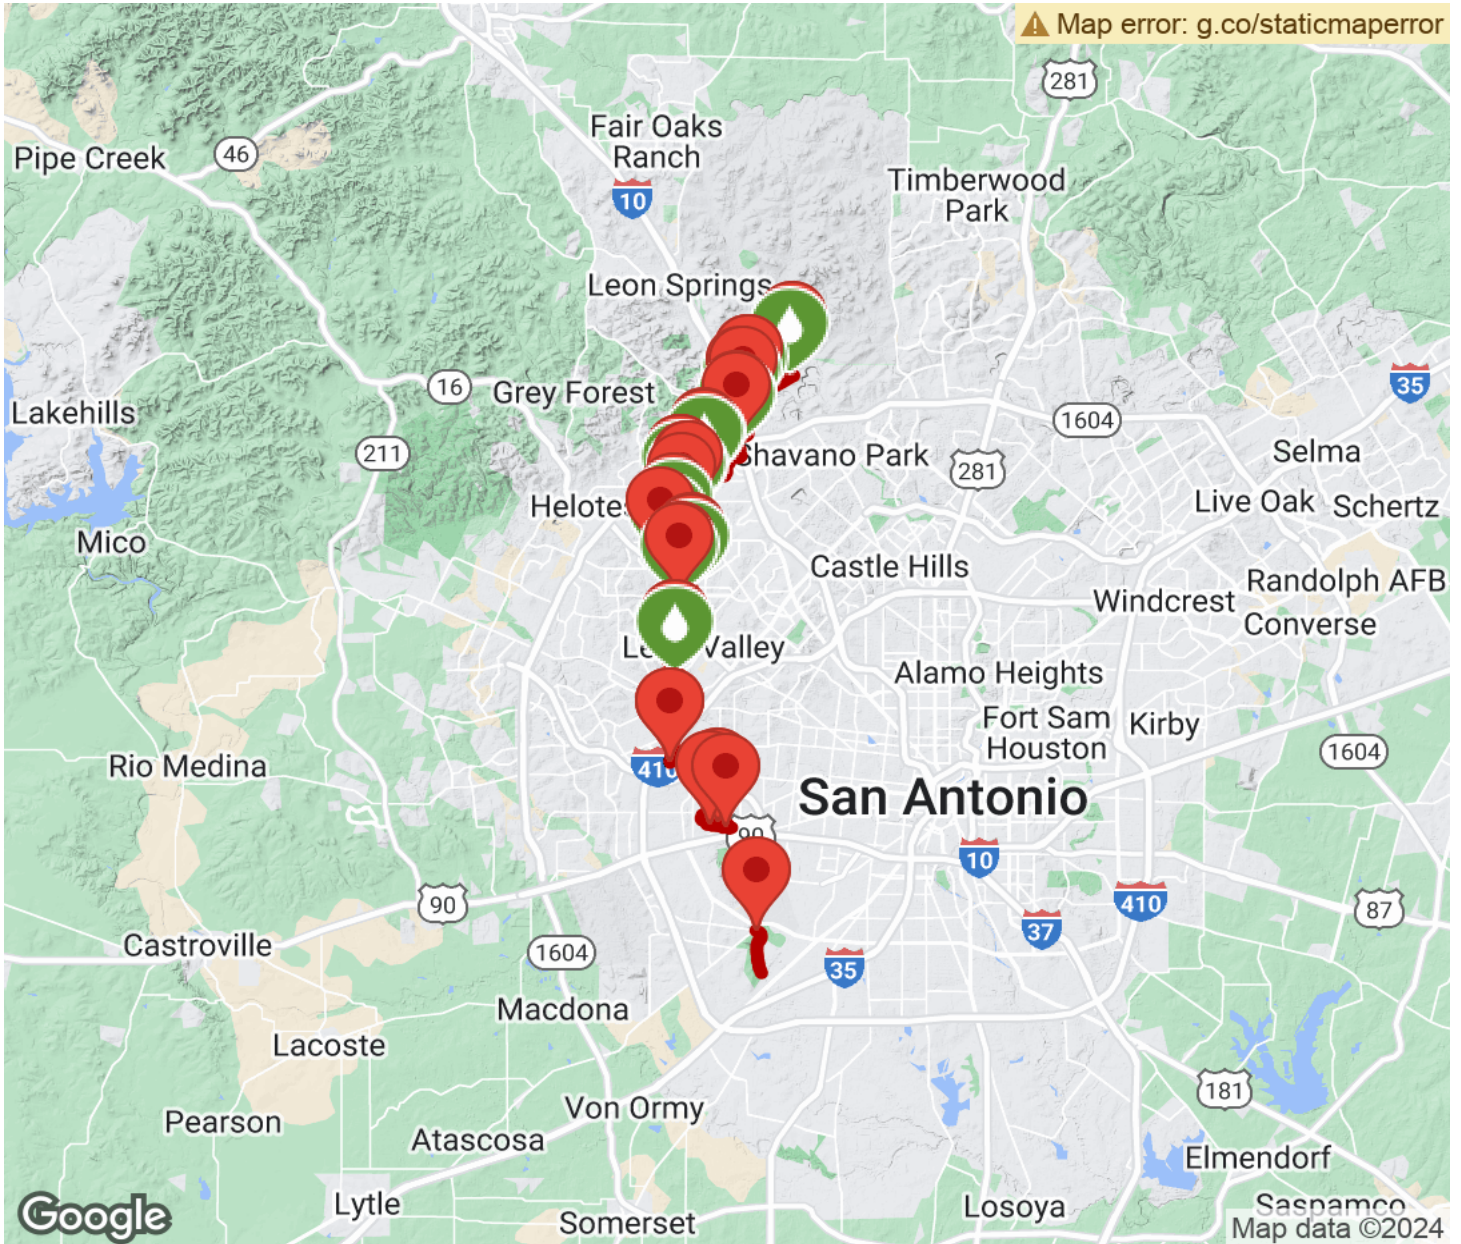 Map error: g.co/staticmaperror
281
Fair Oaks
Ranch
Pipe Creek
46
10
Timberwood
Park
Leon Springs
16
Grey Forest
35
Lakehills
1604
211
Shavano Park
281
Selma
Helotes
Live Oak
Schertz
Mico
Castle Hills
Randolph AFB
Windcrest
Converse
Valley
Alamo Heights
Fort Sam
Houston
Kirby
1604
Rio Medina
410
San Antonio
90
10
90
410
87
37
Castroville
1604
35
Macdona
Lacoste
181
Pearson
Von Ormy
Atascosa
Elmendorf
Lytle
Losoya
Saspamco
Somerset
Google
Map data ©2024